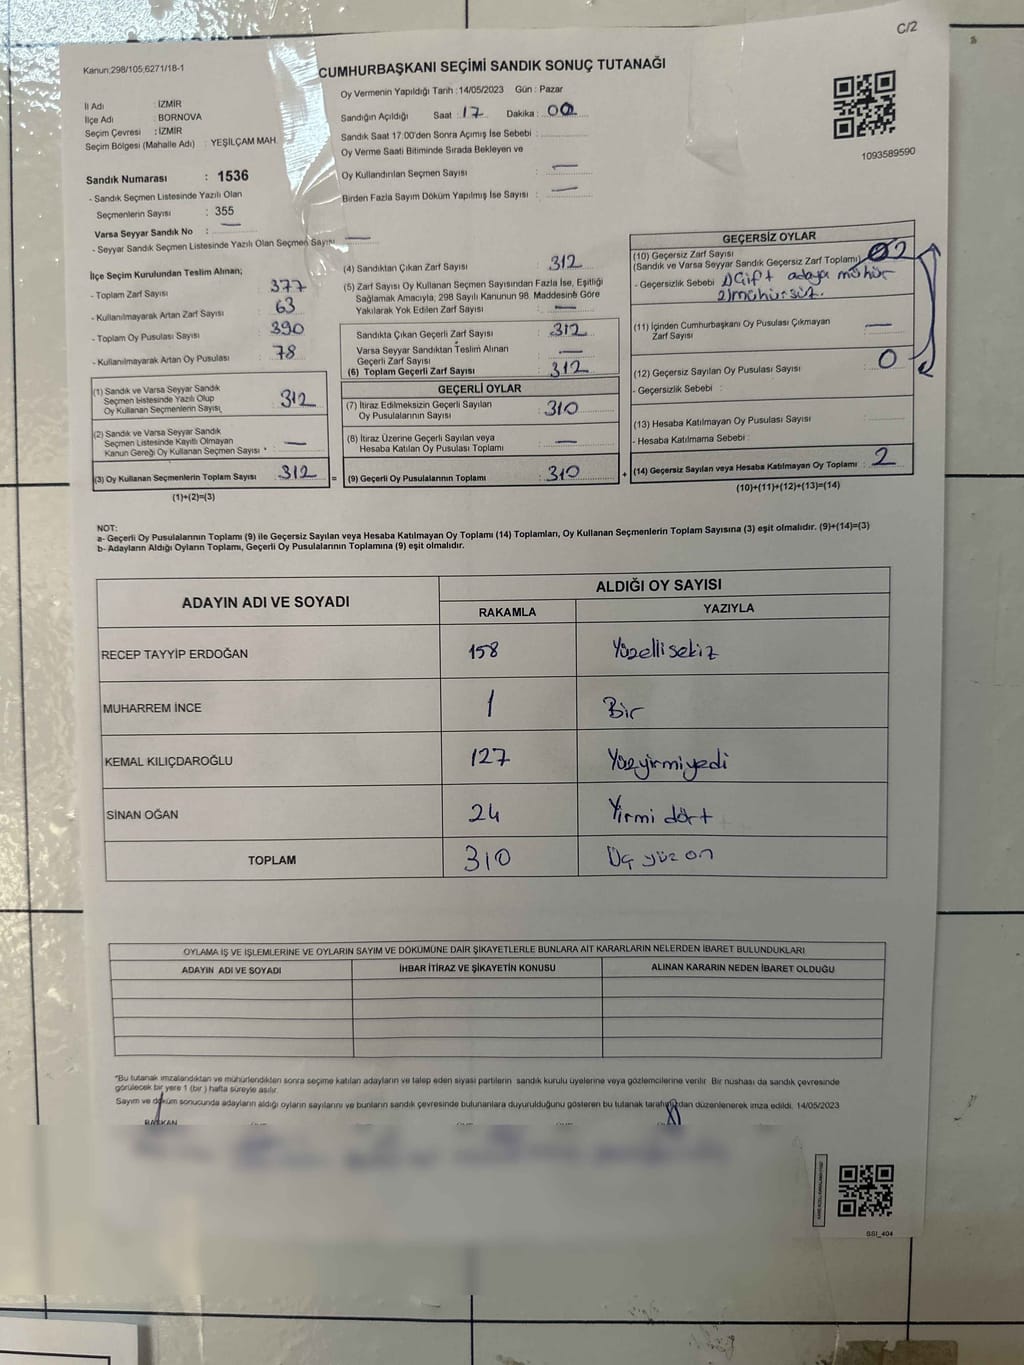 C/2
Kanun;298/105;6271/18-1
CUMHURBAŞKANI SEÇİMİ SANDIK SONUÇ TUTANAĞI
İl Adı : İZMİR
İlçe Adı : BORNOVA
Seçim Çevresi : İZMİR
Seçim Bölgesi (Mahalle Adı) : YEŞİLÇAM MAH.
Oy Vermenin Yapıldığı Tarih :14/05/2023 Gün : Pazar
Sandığın Açıldığı Saat : 17 Dakika : 00
Sandık Saat 17:00'den Sonra Açımış İse Sebebi :
Oy Verme Saati Bitiminde Sırada Bekleyen ve
Oy Kullandırılan Seçmen Sayısı : —
Birden Fazla Sayım Döküm Yapılmış İse Sayısı : —
1093589590
Sandık Numarası : 1536
- Sandık Seçmen Listesinde Yazılı Olan
Seçmenlerin Sayısı : 355
Varsa Seyyar Sandık No : —
- Seyyar Sandık Seçmen Listesinde Yazılı Olan Seçmen Sayısı —
İlçe Seçim Kurulundan Teslim Alınan;
- Toplam Zarf Sayısı : 377
- Kullanılmayarak Artan Zarf Sayısı : 63
- Toplam Oy Pusulası Sayısı : 390
- Kullanılmayarak Artan Oy Pusulası : 78
(1) Sandık ve Varsa Seyyar Sandık
Seçmen Listesinde Yazılı Olup
Oy Kullanan Seçmenlerin Sayısı : 312
(2) Sandık ve Varsa Seyyar Sandık
Seçmen Listesinde Kayıtlı Olmayan
Kanun Gereği Oy Kullanan Seçmen Sayısı * —
(3) Oy Kullanan Seçmenlerin Toplam Sayısı : 312 =
(1)+(2)=(3)
(4) Sandıktan Çıkan Zarf Sayısı : 312
(5) Zarf Sayısı Oy Kullanan Seçmen Sayısından Fazla İse, Eşitliği
Sağlamak Amacıyla; 298 Sayılı Kanunun 98. Maddesine Göre
Yakılarak Yok Edilen Zarf Sayısı : —
Sandıkta Çıkan Geçerli Zarf Sayısı : 312
Varsa Seyyar Sandıktan Teslim Alınan
Geçerli Zarf Sayısı : —
(6) Toplam Geçerli Zarf Sayısı : 312
GEÇERLİ OYLAR
(7) İtiraz Edilmeksizin Geçerli Sayılan
Oy Pusulalarının Sayısı : 310
(8) İtiraz Üzerine Geçerli Sayılan veya
Hesaba Katılan Oy Pusulası Toplamı : —
(9) Geçerli Oy Pusulalarının Toplamı : 310 +
GEÇERSİZ OYLAR
(10) Geçersiz Zarf Sayısı
(Sandık ve Varsa Seyyar Sandık Geçersiz Zarf Toplamı) : 02
- Geçersizlik Sebebi : 1) Çift adaya mühür
2) mühürsüz.
(11) İçinden Cumhurbaşkanı Oy Pusulası Çıkmayan
Zarf Sayısı : —
(12) Geçersiz Sayılan Oy Pusulası Sayısı : 0
- Geçersizlik Sebebi :
(13) Hesaba Katılmayan Oy Pusulası Sayısı :
- Hesaba Katılmama Sebebi :
(14) Geçersiz Sayılan veya Hesaba Katılmayan Oy Toplamı : 2
(10)+(11)+(12)+(13)=(14)
NOT:
a- Geçerli Oy Pusulalarının Toplamı (9) ile Geçersiz Sayılan veya Hesaba Katılmayan Oy Toplamı (14) Toplamları, Oy Kullanan Seçmenlerin Toplam Sayısına (3) eşit olmalıdır. (9)+(14)=(3)
b- Adayların Aldığı Oyların Toplamı, Geçerli Oy Pusulalarının Toplamına (9) eşit olmalıdır.
ADAYIN ADI VE SOYADI ALDIĞI OY SAYISI
RAKAMLA YAZIYLA
RECEP TAYYİP ERDOĞAN 158 Yüzellisekiz
MUHARREM İNCE 1 Bir
KEMAL KILIÇDAROĞLU 127 Yüzyirmiyedi
SİNAN OĞAN 24 Yirmi dört
TOPLAM 310 Üç yüz on
OYLAMA İŞ VE İŞLEMLERİNE VE OYLARIN SAYIM VE DÖKÜMÜNE DAİR ŞİKAYETLERLE BUNLARA AİT KARARLARIN NELERDEN İBARET BULUNDUKLARI
ADAYIN ADI VE SOYADI İHBAR İTİRAZ VE ŞİKAYETİN KONUSU ALINAN KARARIN NEDEN İBARET OLDUĞU
*Bu tutanak imzalandıktan ve mühürlendikten sonra seçime katılan adayların ve talep eden siyasi partilerin sandık kurulu üyelerine veya gözlemcilerine verilir. Bir nüshası da sandık çevresinde
görülecek bir yere 1 (bir ) hafta süreyle asılır.
Sayım ve döküm sonucunda adayların aldığı oyların sayılarını ve bunların sandık çevresinde bulunanlara duyurulduğunu gösteren bu tutanak tarafımızdan düzenlenerek imza edildi. 14/05/2023
BAŞKAN
SSI_404